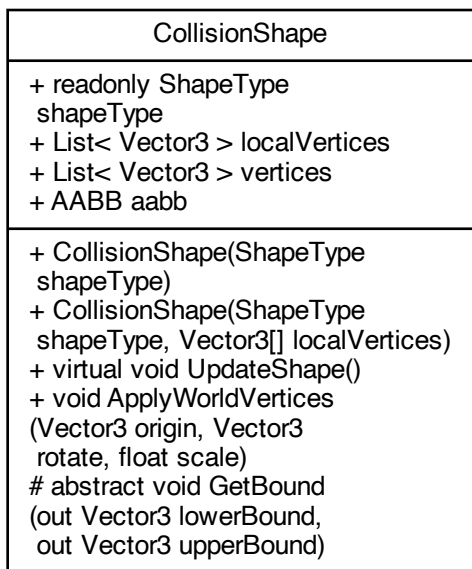 CollisionShape
+ readonly ShapeType
shapeType
+ List< Vector3 > localVertices
+ List< Vector3 > vertices
+ AABB aabb
+ CollisionShape(ShapeType
shapeType)
+ CollisionShape(ShapeType
shapeType, Vector3[] localVertices)
+ virtual void UpdateShape()
+ void ApplyWorldVertices
(Vector3 origin, Vector3
rotate, float scale)
# abstract void GetBound
(out Vector3 lowerBound,
out Vector3 upperBound)